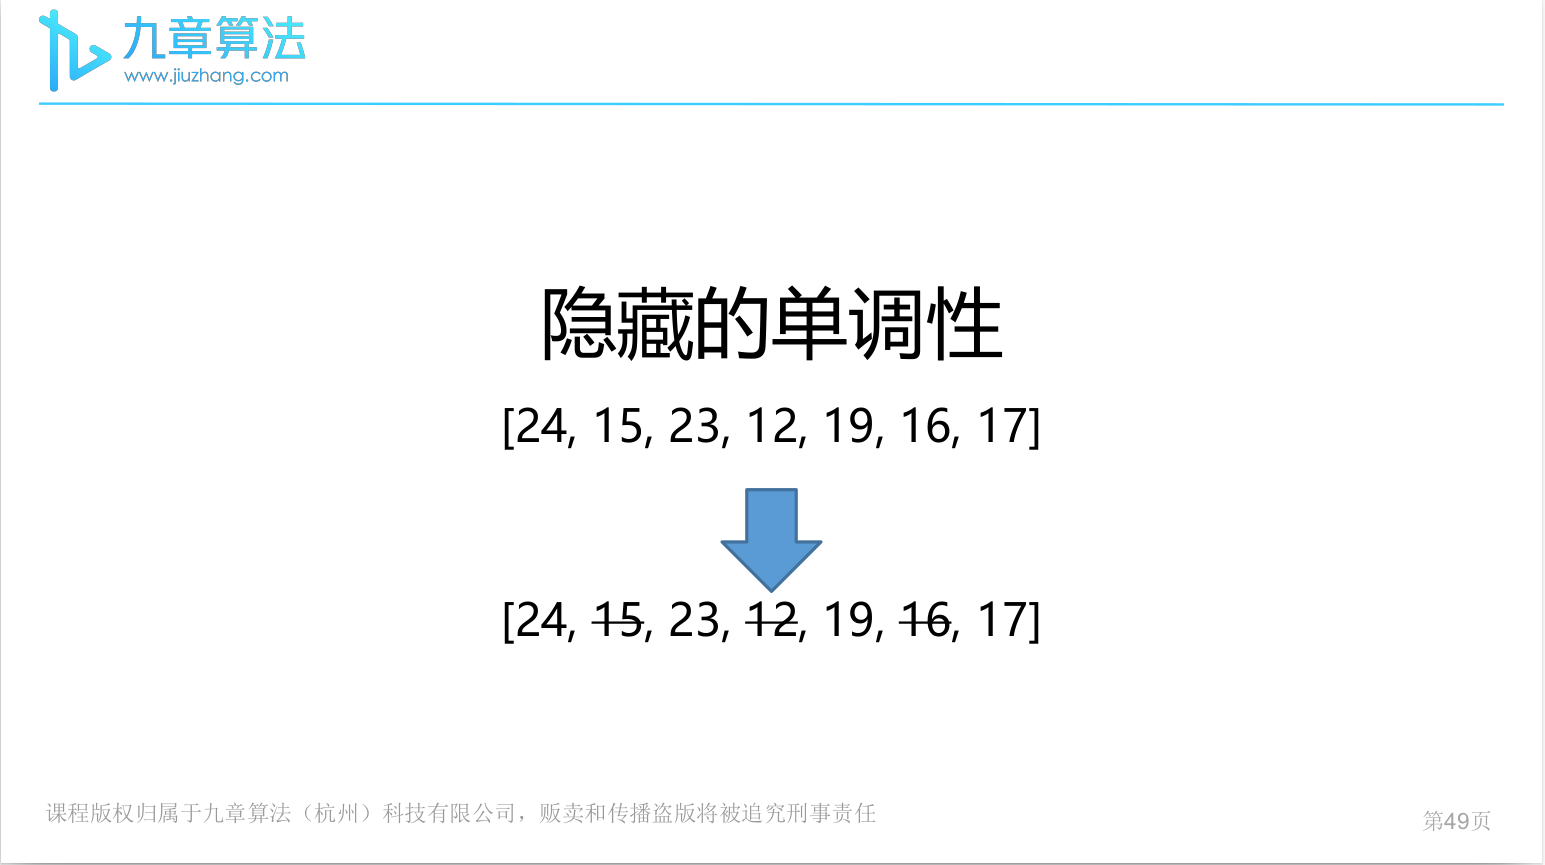 九章算法
www.jiuzhang.com
隐藏的单调性
[24, 15, 23, 12, 19, 16, 17]
[24, 15, 23, 12, 19, 16, 17]
课程版权归属于九章算法（杭州）科技有限公司，贩卖和传播盗版将被追究刑事责任
第49页